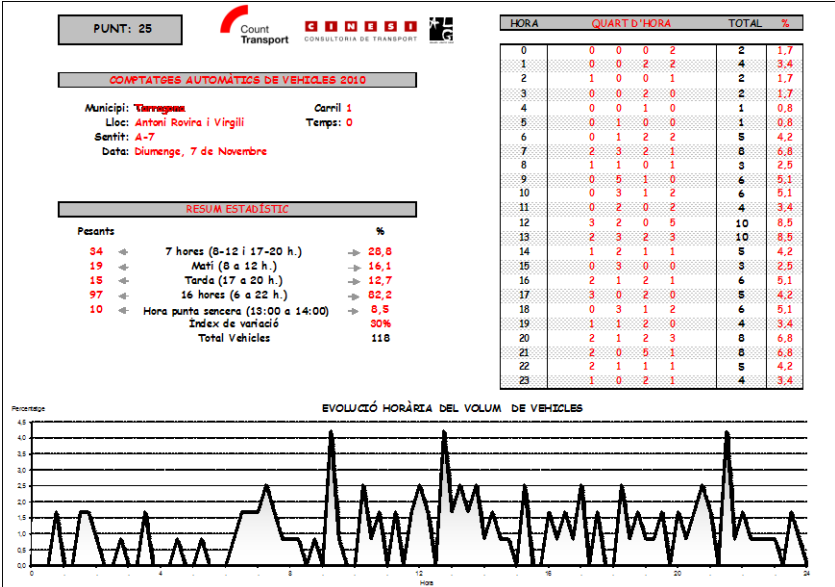 PUNT: 25
Count
Transport
CINESI
CONSULTORIA DE TRANSPORT
COMPTATGES AUTOMÀTICS DE VEHICLES 2010
Municipi: Tarragona Carril 1
Lloc: Antoni Rovira i Virgili Temps: 0
Sentit: A-7
Data: Diumenge, 7 de Novembre
RESUM ESTADÍSTIC
Pesants %
34 7 hores (8-12 i 17-20 h.) 28,8
19 Matí (8 a 12 h.) 16,1
15 Tarda (17 a 20 h.) 12,7
97 16 hores (6 a 22 h.) 82,2
10 Hora punta sencera (13:00 a 14:00) 8,5
Índex de variació 30%
Total Vehicles 118
HORA QUART D'HORA TOTAL %
0 0 0 0 2 2 1,7
1 0 0 2 2 4 3,4
2 1 0 0 1 2 1,7
3 0 0 2 0 2 1,7
4 0 0 1 0 1 0,8
5 0 1 0 0 1 0,8
6 0 1 2 2 5 4,2
7 2 3 2 1 8 6,8
8 1 1 0 1 3 2,5
9 0 5 1 0 6 5,1
10 0 3 1 2 6 5,1
11 0 2 0 2 4 3,4
12 3 2 0 5 10 8,5
13 2 3 2 3 10 8,5
14 1 2 1 1 5 4,2
15 0 3 0 0 3 2,5
16 2 1 2 1 6 5,1
17 3 0 2 0 5 4,2
18 0 3 1 2 6 5,1
19 1 1 2 0 4 3,4
20 2 1 2 3 8 6,8
21 2 0 5 1 8 6,8
22 2 1 1 1 5 4,2
23 1 0 2 1 4 3,4
EVOLUCIÓ HORÀRIA DEL VOLUM DE VEHICLES
Percentatge
4,5
4,0
3,5
3,0
2,5
2,0
1,5
1,0
0,5
0,0
0 4 8 12 16 20 24
Hora